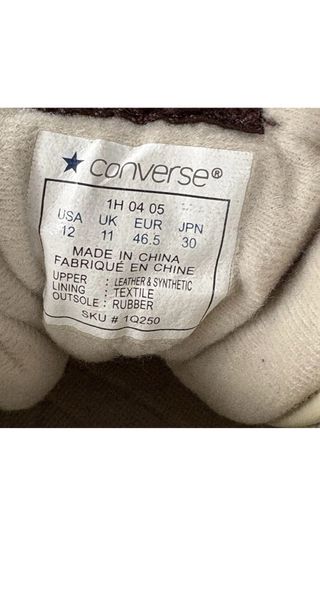 ★ converse®
1H 04 05
USA UK EUR JPN
12 11 46.5 30
MADE IN CHINA
FABRIQUÉ EN CHINE
UPPER : LEATHER & SYNTHETIC
LINING : TEXTILE
OUTSOLE : RUBBER
SKU # 1Q250